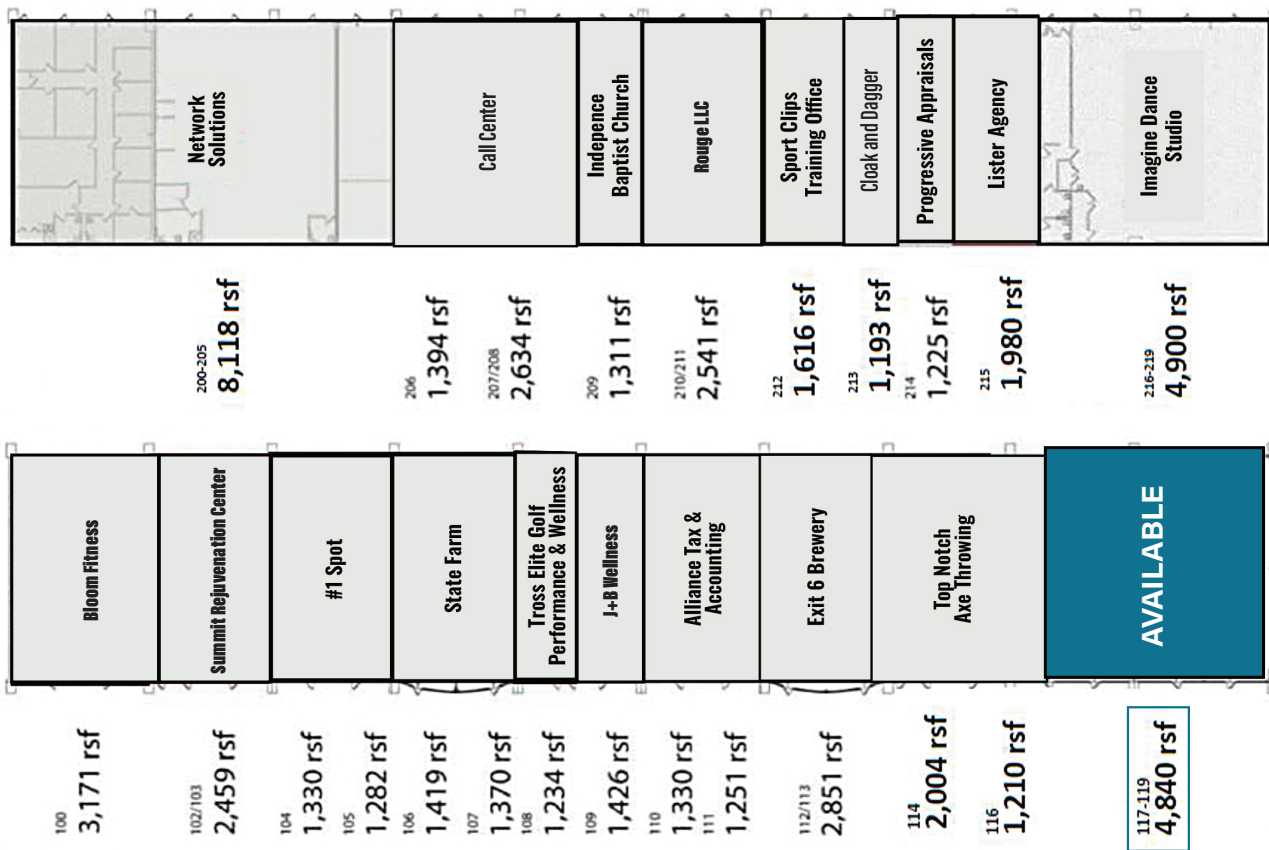 Network
Solutions
Call Center
Indepence
Baptist Church
Rouge LLC
Sport Clips
Training Office
Cloak and Dagger
Progressive Appraisals
Lister Agency
Imagine Dance
Studio
200-205
8,118 rsf
206
1,394 rsf
207/208
2,634 rsf
209
1,311 rsf
210/211
2,541 rsf
212
1,616 rsf
213
1,193 rsf
214
1,225 rsf
215
1,980 rsf
216-219
4,900 rsf
Bloom Fitness
Summit Rejuvenation Center
#1 Spot
State Farm
Tross Elite Golf
Performance & Wellness
J+B Wellness
Alliance Tax &
Accounting
Exit 6 Brewery
Top Notch
Axe Throwing
AVAILABLE
100
3,171 rsf
102/103
2,459 rsf
104
1,330 rsf
105
1,282 rsf
106
1,419 rsf
107
1,370 rsf
108
1,234 rsf
109
1,426 rsf
110
1,330 rsf
111
1,251 rsf
112/113
2,851 rsf
114
2,004 rsf
116
1,210 rsf
117-119
4,840 rsf